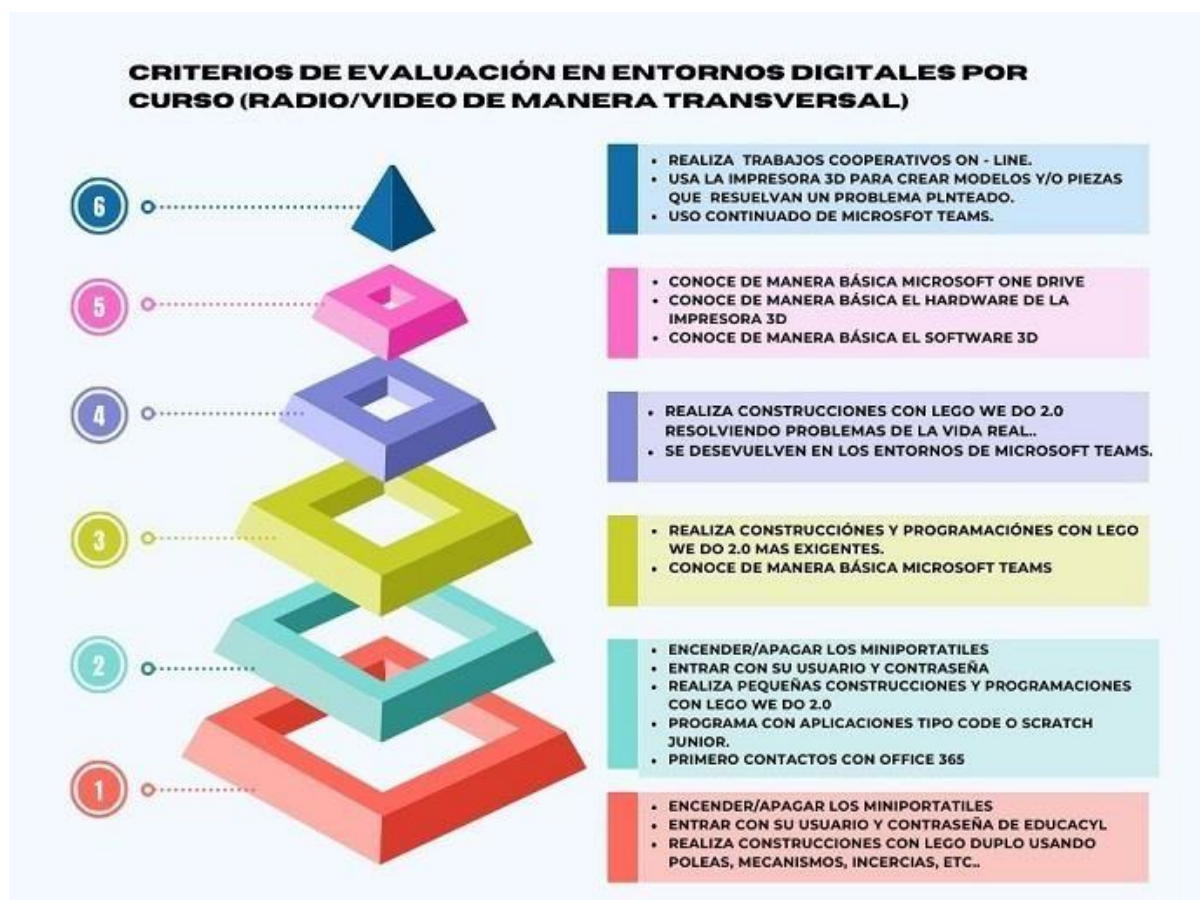 CRITERIOS DE EVALUACIÓN EN ENTORNOS DIGITALES POR
CURSO (RADIO/VIDEO DE MANERA TRANSVERSAL)
6
• REALIZA TRABAJOS COOPERATIVOS ON - LINE.
• USA LA IMPRESORA 3D PARA CREAR MODELOS Y/O PIEZAS
QUE RESUELVAN UN PROBLEMA PLNTEADO.
• USO CONTINUADO DE MICROSFOT TEAMS.
5
• CONOCE DE MANERA BÁSICA MICROSOFT ONE DRIVE
• CONOCE DE MANERA BÁSICA EL HARDWARE DE LA
IMPRESORA 3D
• CONOCE DE MANERA BÁSICA EL SOFTWARE 3D
4
• REALIZA CONSTRUCCIONES CON LEGO WE DO 2.0
RESOLVIENDO PROBLEMAS DE LA VIDA REAL..
• SE DESEVUELVEN EN LOS ENTORNOS DE MICROSOFT TEAMS.
3
• REALIZA CONSTRUCCIÓNES Y PROGRAMACIÓNES CON LEGO
WE DO 2.0 MAS EXIGENTES.
• CONOCE DE MANERA BÁSICA MICROSOFT TEAMS
2
• ENCENDER/APAGAR LOS MINIPORTATILES
• ENTRAR CON SU USUARIO Y CONTRASEÑA
• REALIZA PEQUEÑAS CONSTRUCCIONES Y PROGRAMACIONES
CON LEGO WE DO 2.0
• PROGRAMA CON APLICACIONES TIPO CODE O SCRATCH
JUNIOR.
• PRIMERO CONTACTOS CON OFFICE 365
1
• ENCENDER/APAGAR LOS MINIPORTATILES
• ENTRAR CON SU USUARIO Y CONTRASEÑA DE EDUCACYL
• REALIZA CONSTRUCCIONES CON LEGO DUPLO USANDO
POLEAS, MECANISMOS, INCERCIAS, ETC..